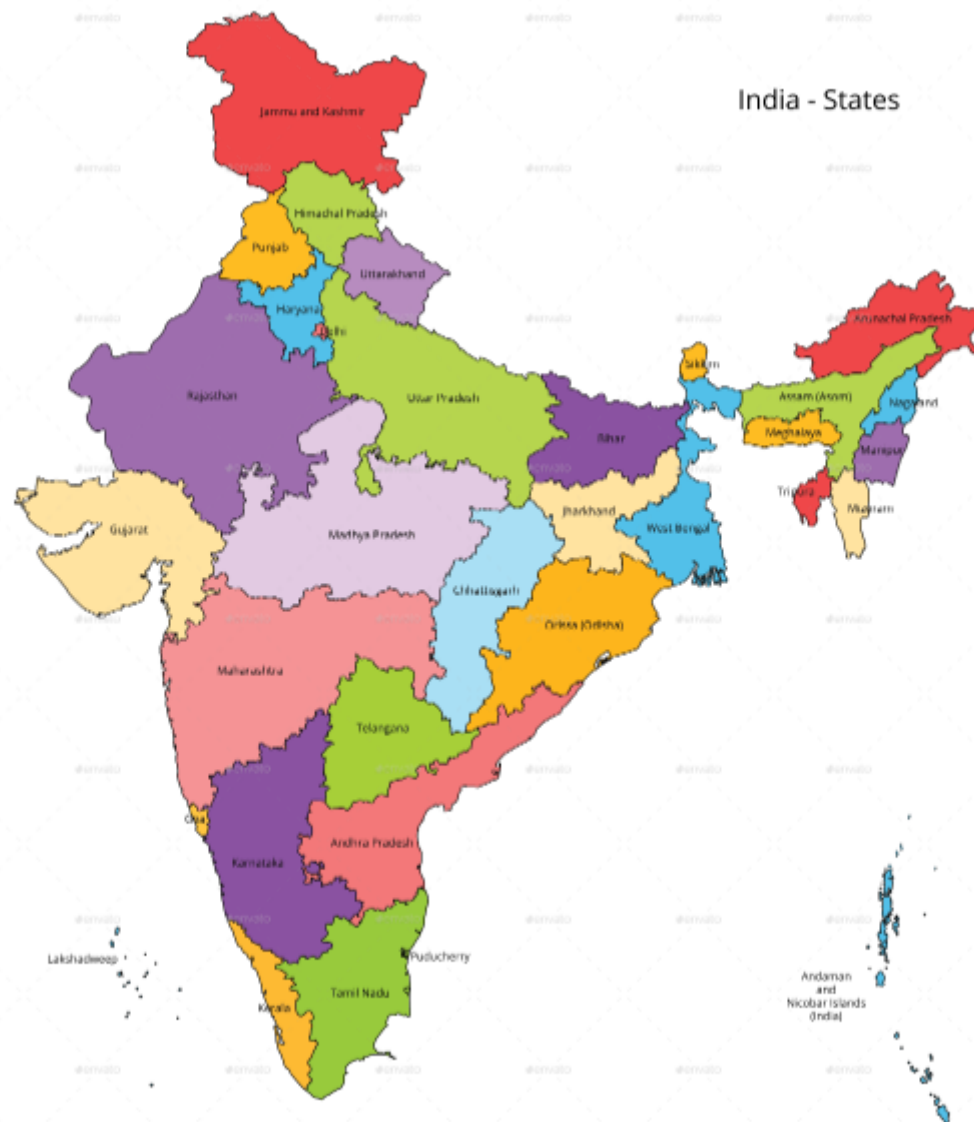 India - States
Jammu and Kashmir
Himachal Pradesh
Punjab
Uttarakhand
Haryana
Delhi
Arunachal Pradesh
Sikkim
Rajasthan
Uttar Pradesh
Assam (Asom)
Nagaland
Bihar
Meghalaya
Manipur
Tripura
Mizoram
Gujarat
Jharkhand
West Bengal
Madhya Pradesh
Chhattisgarh
Orissa (Odisha)
Maharashtra
Telangana
Goa
Andhra Pradesh
Karnataka
Lakshadweep
Puducherry
Tamil Nadu
Kerala
Andaman
and
Nicobar Islands
(India)
envato